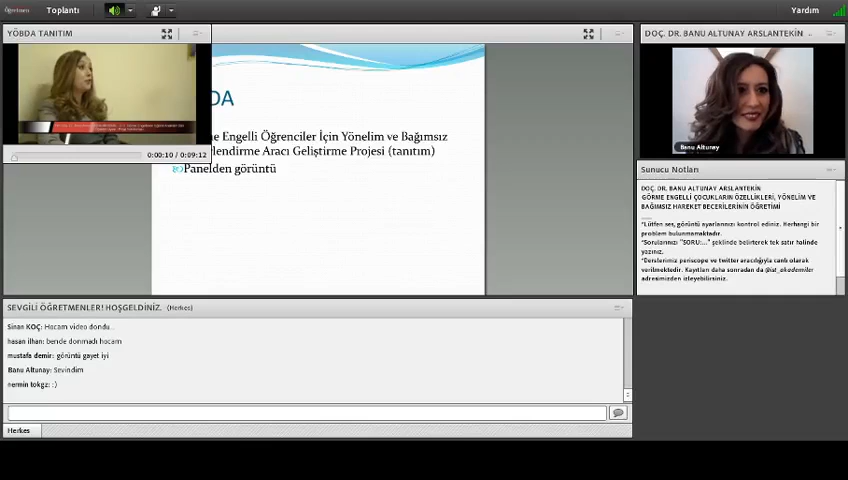 Öğretmen
Toplantı
Yardım
YÖBDA TANITIM
0:00:10 / 0:09:12
DA
me Engelli Öğrenciler İçin Yönelim ve Bağımsız
lendirme Aracı Geliştirme Projesi (tanıtım)
Panelden görüntü
DOÇ. DR. BANU ALTUNAY ARSLANTEKİN ..
Banu Altunay
Sunucu Notları
DOÇ. DR. BANU ALTUNAY ARSLANTEKİN
GÖRME ENGELLİ ÇOCUKLARIN ÖZELLİKLERİ, YÖNELİM VE
BAĞIMSIZ HAREKET BECERİLERİNİN ÖĞRETİMİ
*Lütfen ses, görüntü ayarlarınızı kontrol ediniz. Herhangi bir
problem bulunmamaktadır.
*Sorularınızı "SORU:..." şeklinde belirterek tek satır halinde
yazınız.
*Derslerimiz periscope ve twitter aracılığıyla canlı olarak
verilmektedir. Kayıtları daha sonradan da @ist_akademiler
adresimizden izleyebilirsiniz.
SEVGİLİ ÖĞRETMENLER! HOŞGELDİNİZ. (Herkes)
Sinan KOÇ: Hocam video dondu..
hasan ilhan: bende donmadı hocam
mustafa demir: görüntü gayet iyi
Banu Altunay: Sevindim
nermin tokgz: :)
Herkes